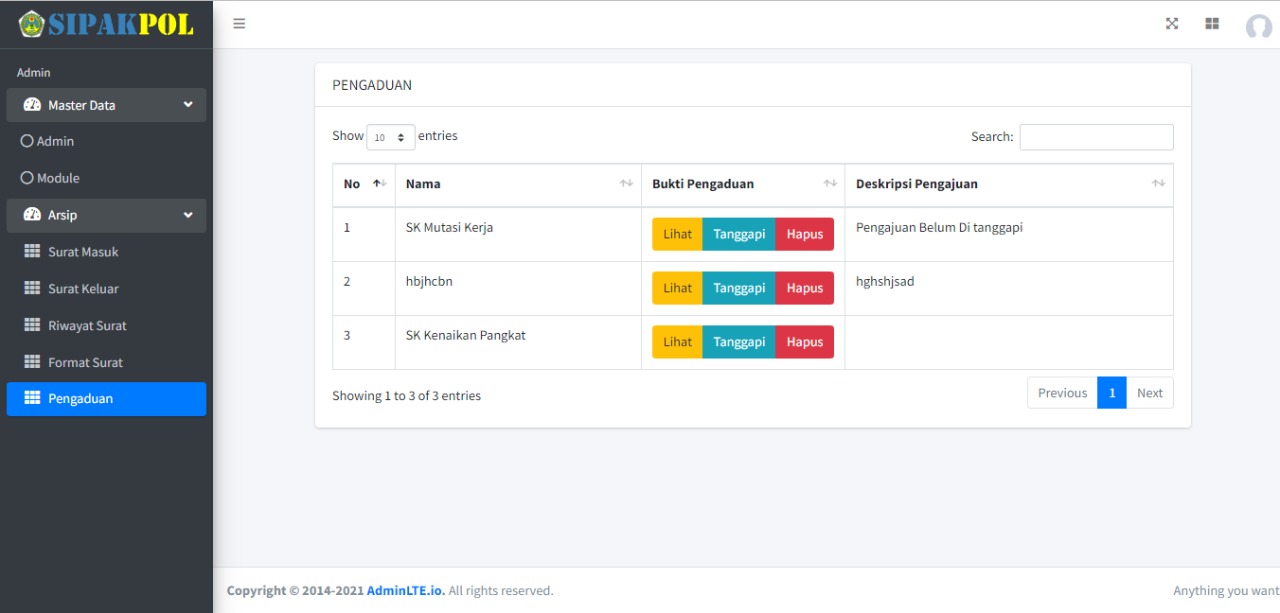 SIPAKPOL
Admin
Master Data
Admin
Module
Arsip
Surat Masuk
Surat Keluar
Riwayat Surat
Format Surat
Pengaduan
PENGADUAN
Show 10 entries
Search:
No Nama Bukti Pengaduan Deskripsi Pengajuan
1 SK Mutasi Kerja Lihat Tanggapi Hapus Pengajuan Belum Di tanggapi
2 hbjhcbn Lihat Tanggapi Hapus hghshjsad
3 SK Kenaikan Pangkat Lihat Tanggapi Hapus
Showing 1 to 3 of 3 entries
Previous 1 Next
Copyright © 2014-2021 AdminLTE.io. All rights reserved.
Anything you want